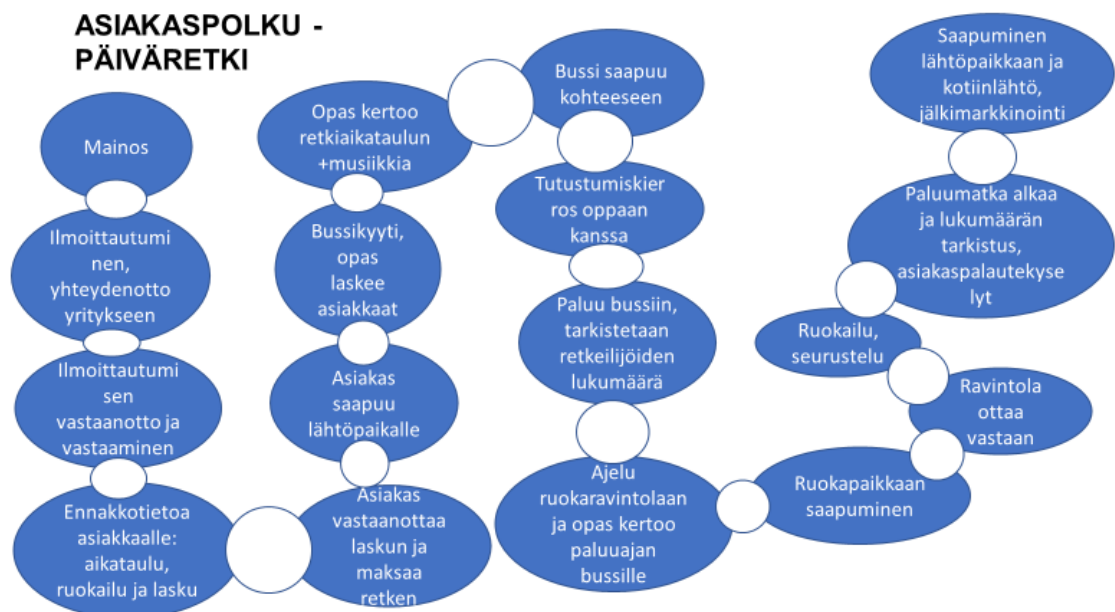 ASIAKASPOLKU -
PÄIVÄRETKI
Mainos
Ilmoittautumi
nen,
yhteydenotto
yritykseen
Ilmoittautumi
sen
vastaanotto ja
vastaaminen
Ennakkotietoa
asiakkaalle:
aikataulu,
ruokailu ja lasku
Asiakas
vastaanottaa
laskun ja
maksaa
retken
Asiakas
saapuu
lähtöpaikalle
Bussikyyti,
opas
laskee
asiakkaat
Opas kertoo
retkiaikataulun
+musiikkia
Bussi saapuu
kohteeseen
Tutustumiskier
ros oppaan
kanssa
Paluu bussiin,
tarkistetaan
retkeilijöiden
lukumäärä
Ajelu
ruokaravintolaan
ja opas kertoo
paluuajan
bussille
Ruokapaikkaan
saapuminen
Ravintola
ottaa
vastaan
Ruokailu,
seurustelu
Paluumatka alkaa
ja lukumäärän
tarkistus,
asiakaspalautekyse
lyt
Saapuminen
lähtöpaikkaan ja
kotiinlähtö,
jälkimarkkinointi